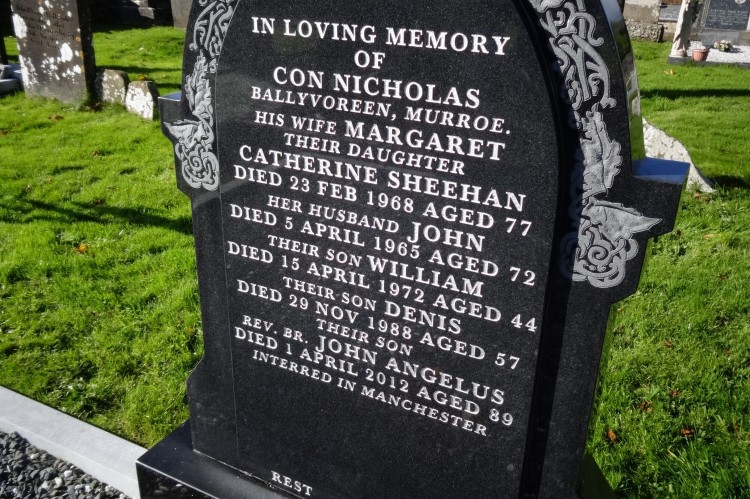 IN LOVING MEMORY
OF
CON NICHOLAS
BALLYVOREEN, MURROE.
HIS WIFE MARGARET
THEIR DAUGHTER
CATHERINE SHEEHAN
DIED 23 FEB 1968 AGED 77
HER HUSBAND JOHN
DIED 5 APRIL 1965 AGED 72
THEIR SON WILLIAM
DIED 15 APRIL 1972 AGED 44
THEIR SON DENIS
DIED 29 NOV 1988 AGED 57
THEIR SON
REV. BR. JOHN ANGELUS
DIED 1 APRIL 2012 AGED 89
INTERRED IN MANCHESTER
REST